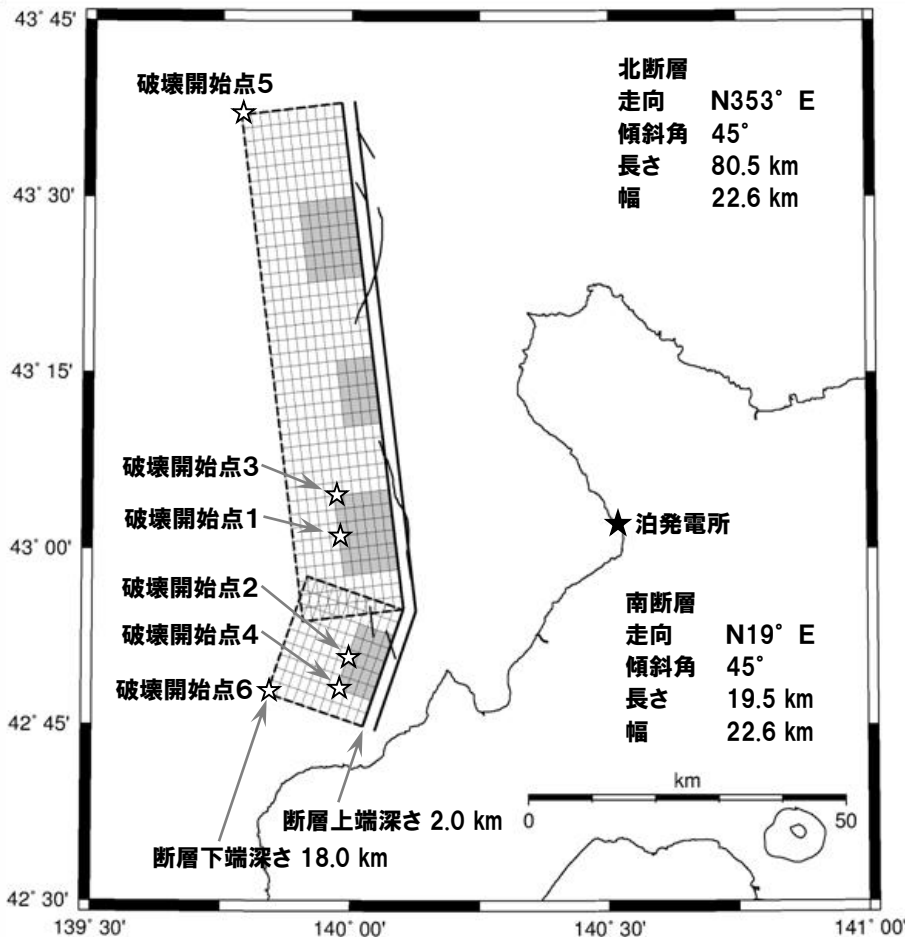 43° 45'
破壊開始点5
北断層
走向 N353° E
傾斜角 45°
長さ 80.5 km
幅 22.6 km
43° 30'
43° 15'
破壊開始点3
破壊開始点1
泊発電所
43° 00'
破壊開始点2
破壊開始点4
破壊開始点6
南断層
走向 N19° E
傾斜角 45°
長さ 19.5 km
幅 22.6 km
42° 45'
km
0 50
断層上端深さ 2.0 km
断層下端深さ 18.0 km
42° 30'
139° 30' 140° 00' 140° 30' 141° 00'